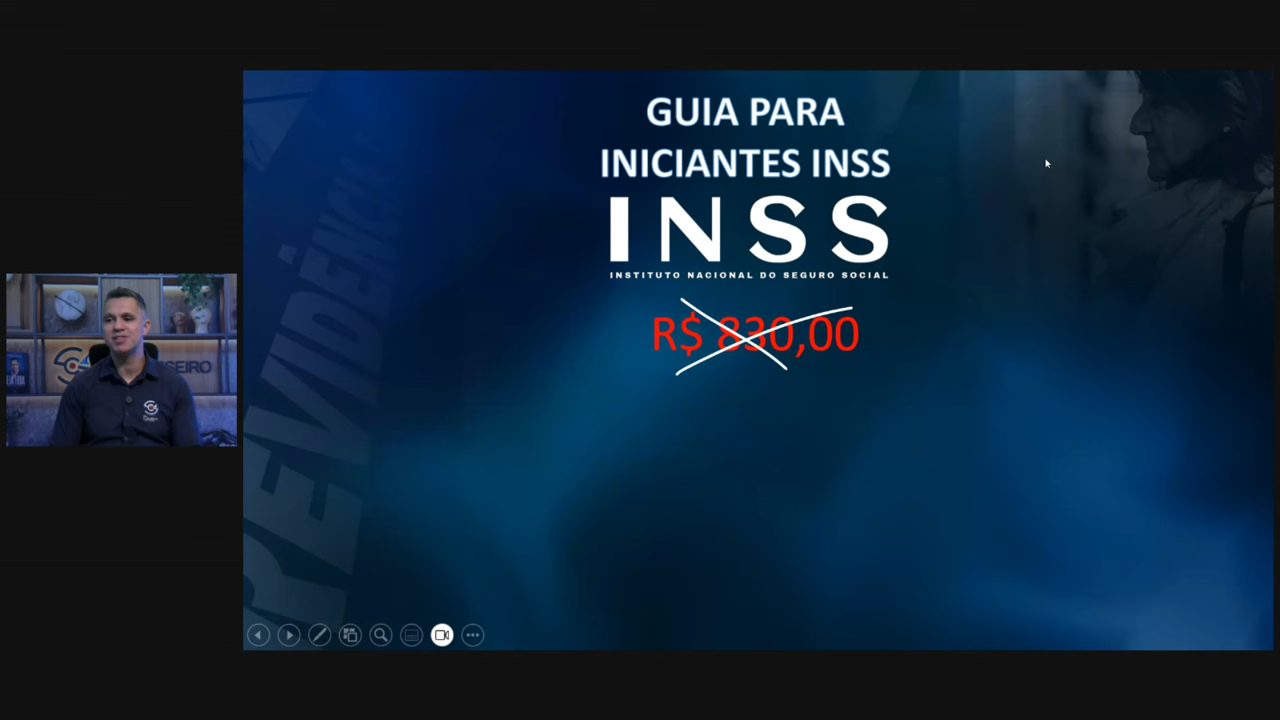 GUIA PARA
INICIANTES INSS
INSS
INSTITUTO NACIONAL DO SEGURO SOCIAL
R$ 830,00